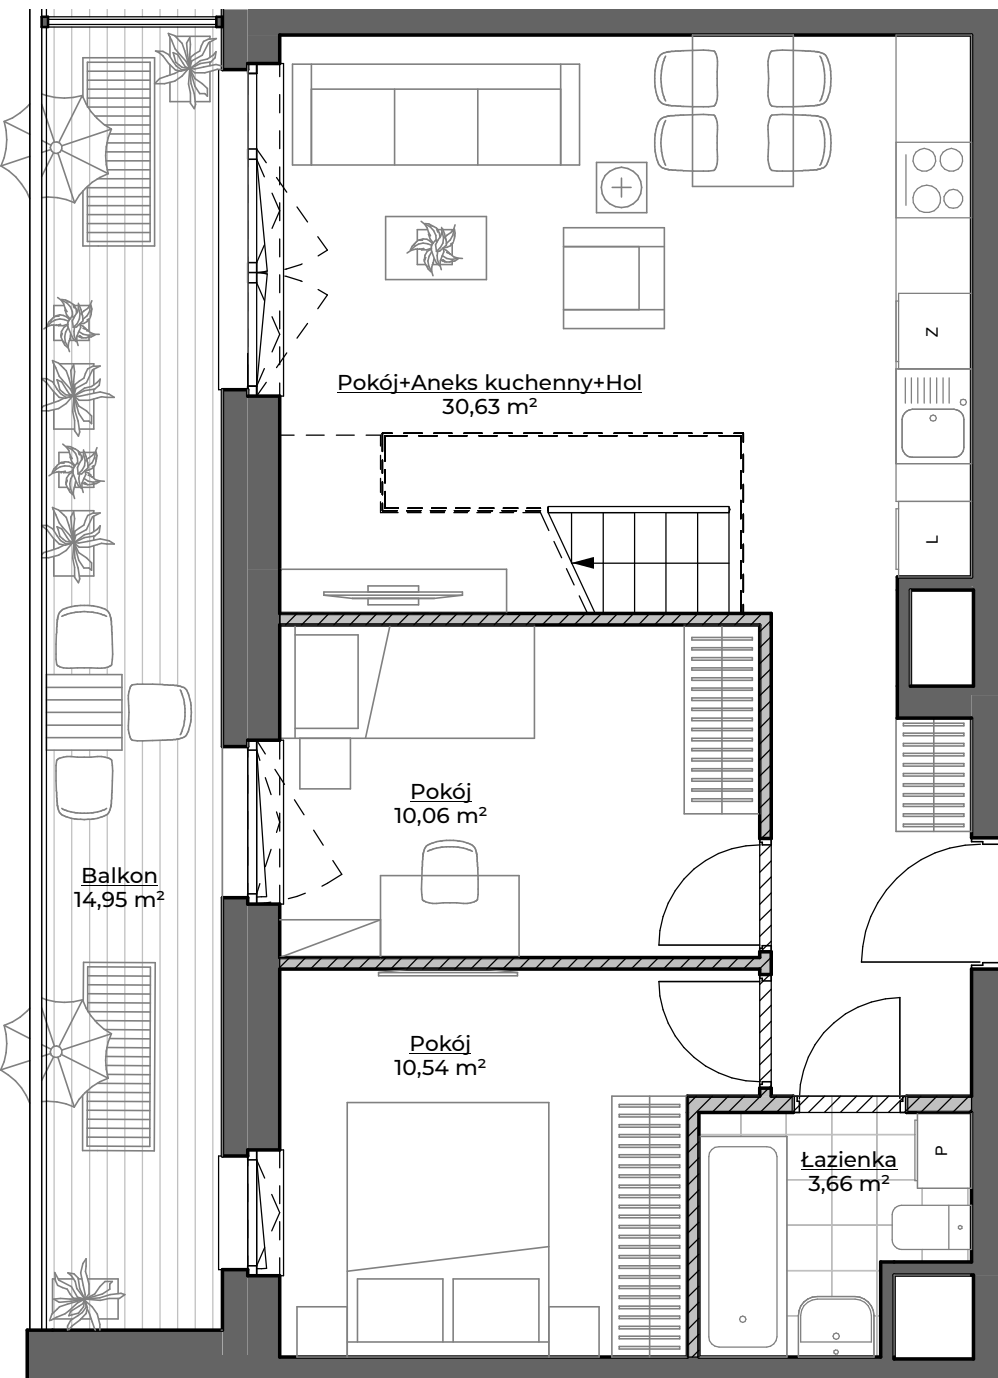 Z
Pokój+Aneks kuchenny+Hol
30,63 m²
L
Pokój
10,06 m²
Balkon
14,95 m²
Pokój
10,54 m²
P
Łazienka
3,66 m²